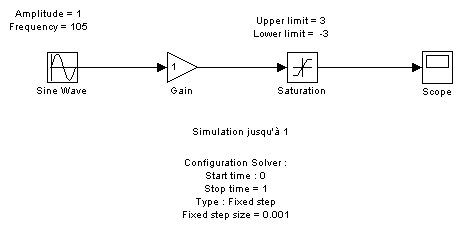 Amplitude = 1
Frequency = 105
Upper limit = 3
Lower limit = -3
1
Sine Wave
Gain
Saturation
Scope
Simulation jusqu'à 1
Configuration Solver :
Start time : 0
Stop time = 1
Type : Fixed step
Fixed step size = 0.001